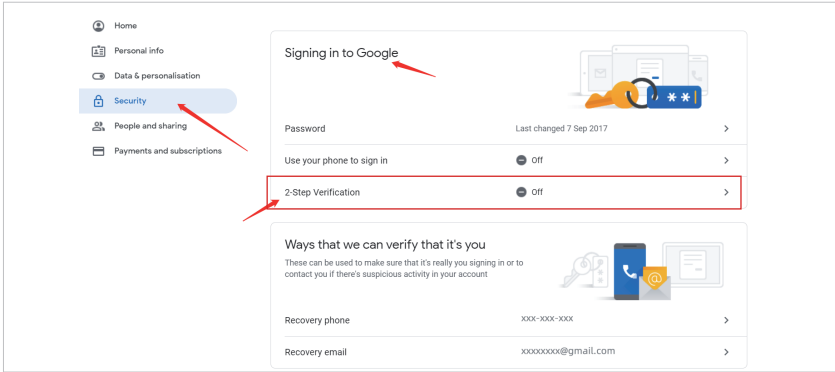 Home
Personal info
Data & personalisation
Security
People and sharing
Payments and subscriptions
Signing in to Google
Password Last changed 7 Sep 2017
Use your phone to sign in Off
2-Step Verification Off
Ways that we can verify that it's you
These can be used to make sure that it's really you signing in or to
contact you if there's suspicious activity in your account
Recovery phone xxx-xxx-xxx
Recovery email xxxxxxxx@gmail.com